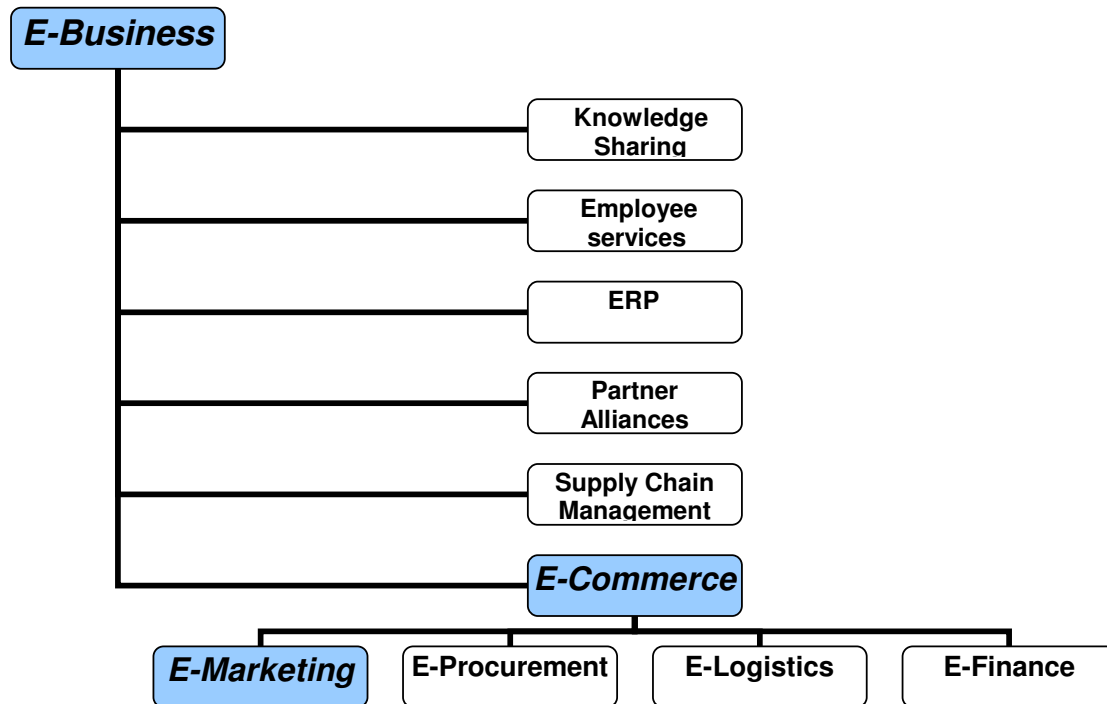 E-Business
Knowledge
Sharing
Employee
services
ERP
Partner
Alliances
Supply Chain
Management
E-Commerce
E-Marketing
E-Procurement
E-Logistics
E-Finance